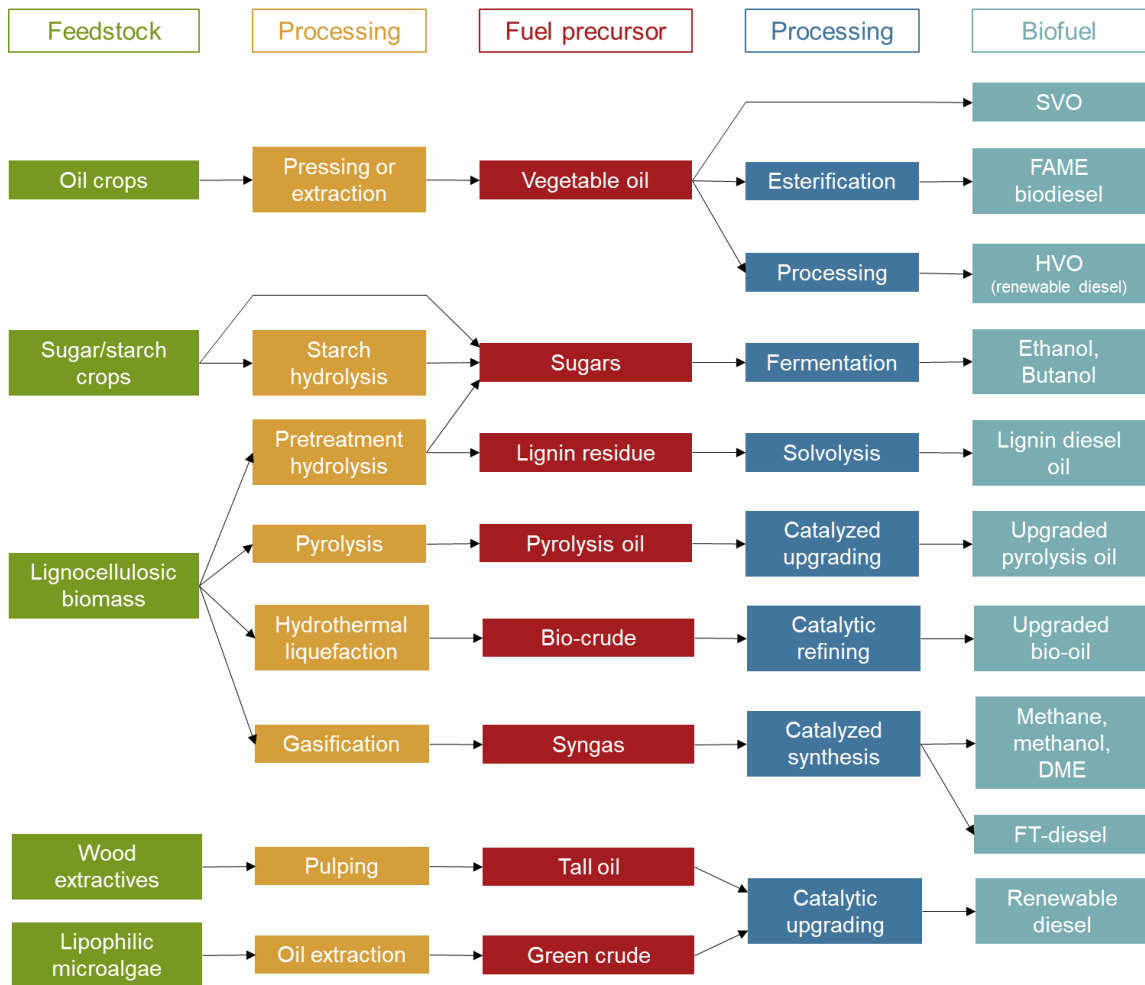 Feedstock
Processing
Fuel precursor
Processing
Biofuel
SVO
Oil crops
Pressing or
extraction
Vegetable oil
Esterification
FAME
biodiesel
Processing
HVO
(renewable diesel)
Sugar/starch
crops
Starch
hydrolysis
Sugars
Fermentation
Ethanol,
Butanol
Pretreatment
hydrolysis
Lignin residue
Solvolysis
Lignin diesel
oil
Lignocellulosic
biomass
Pyrolysis
Pyrolysis oil
Catalyzed
upgrading
Upgraded
pyrolysis oil
Hydrothermal
liquefaction
Bio-crude
Catalytic
refining
Upgraded
bio-oil
Gasification
Syngas
Catalyzed
synthesis
Methane,
methanol,
DME
FT-diesel
Wood
extractives
Pulping
Tall oil
Catalytic
upgrading
Renewable
diesel
Lipophilic
microalgae
Oil extraction
Green crude